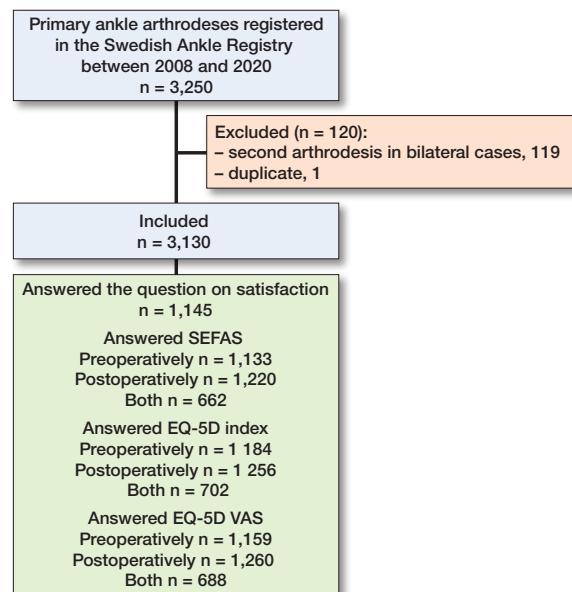 Primary ankle arthrodeses registered
in the Swedish Ankle Registry
between 2008 and 2020
n = 3,250
Excluded (n = 120):
– second arthrodesis in bilateral cases, 119
– duplicate, 1
Included
n = 3,130
Answered the question on satisfaction
n = 1,145
Answered SEFAS
Preoperatively n = 1,133
Postoperatively n = 1,220
Both n = 662
Answered EQ-5D index
Preoperatively n = 1 184
Postoperatively n = 1 256
Both n = 702
Answered EQ-5D VAS
Preoperatively n = 1,159
Postoperatively n = 1,260
Both n = 688